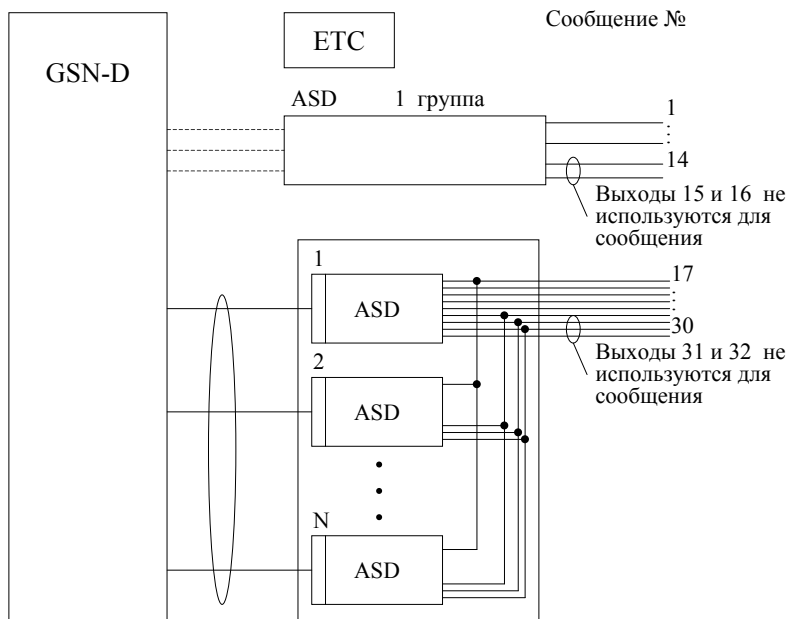 Сообщение №
ETC
GSN-D
ASD 1 группа
1
14
Выходы 15 и 16 не
используются для
сообщения
1
ASD
17
30
Выходы 31 и 32 не
используются для
сообщения
2
ASD
N
ASD